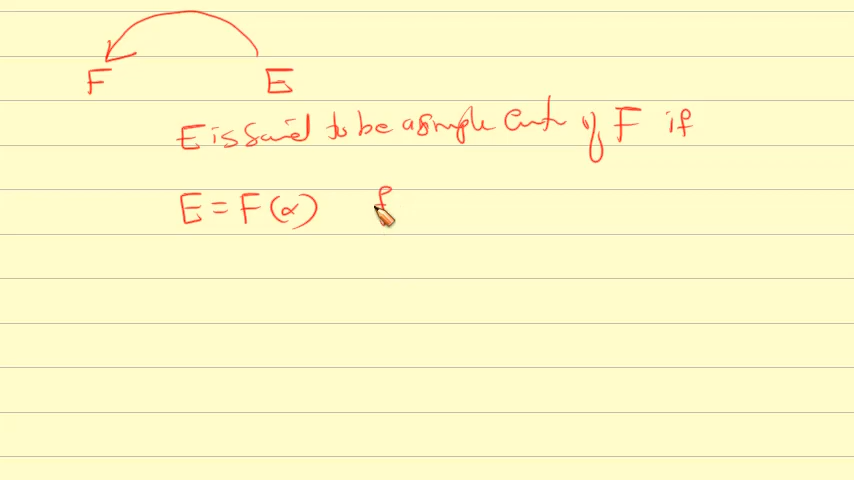 F E
E is said to be a simple Ext of F if
E = F(α) f